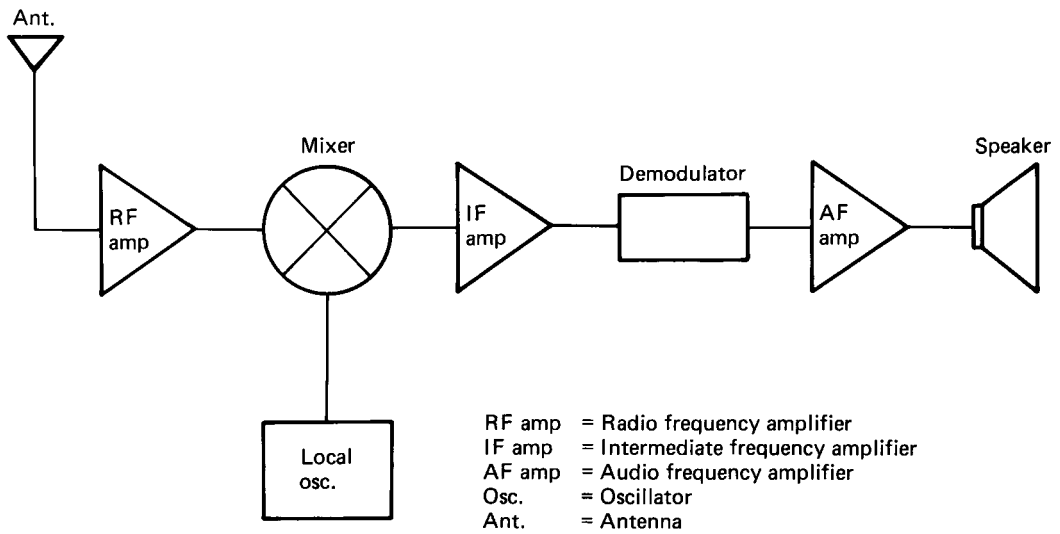 Ant.
Mixer
Speaker
Demodulator
RF
amp
IF
amp
AF
amp
Local
osc.
RF amp = Radio frequency amplifier
IF amp = Intermediate frequency amplifier
AF amp = Audio frequency amplifier
Osc. = Oscillator
Ant. = Antenna